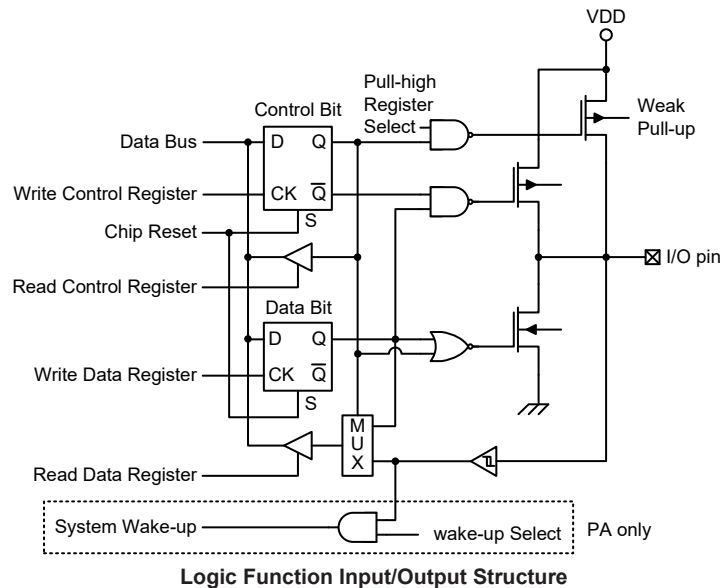 VDD
Pull-high
Register
Select
Weak
Pull-up
Control Bit
Data Bus
D
Q
Write Control Register
CK
Q
S
Chip Reset
I/O pin
Read Control Register
Data Bit
D
Q
Write Data Register
CK
Q
S
M
U
X
Read Data Register
System Wake-up
wake-up Select
PA only
Logic Function Input/Output Structure